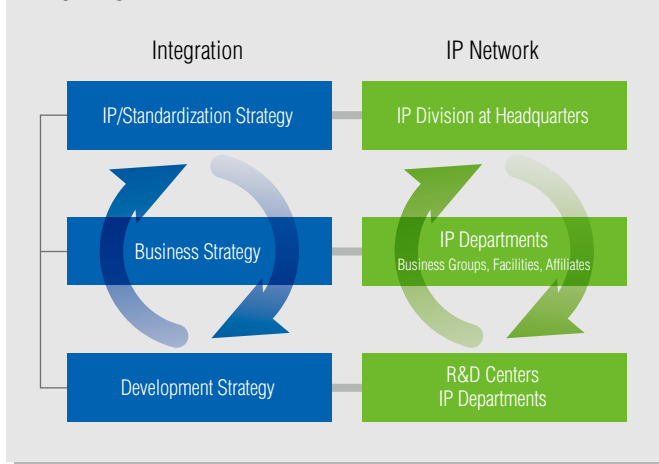 Integration
IP Network
IP/Standardization Strategy
IP Division at Headquarters
Business Strategy
IP Departments
Business Groups, Facilities, Affiliates
Development Strategy
R&D Centers
IP Departments